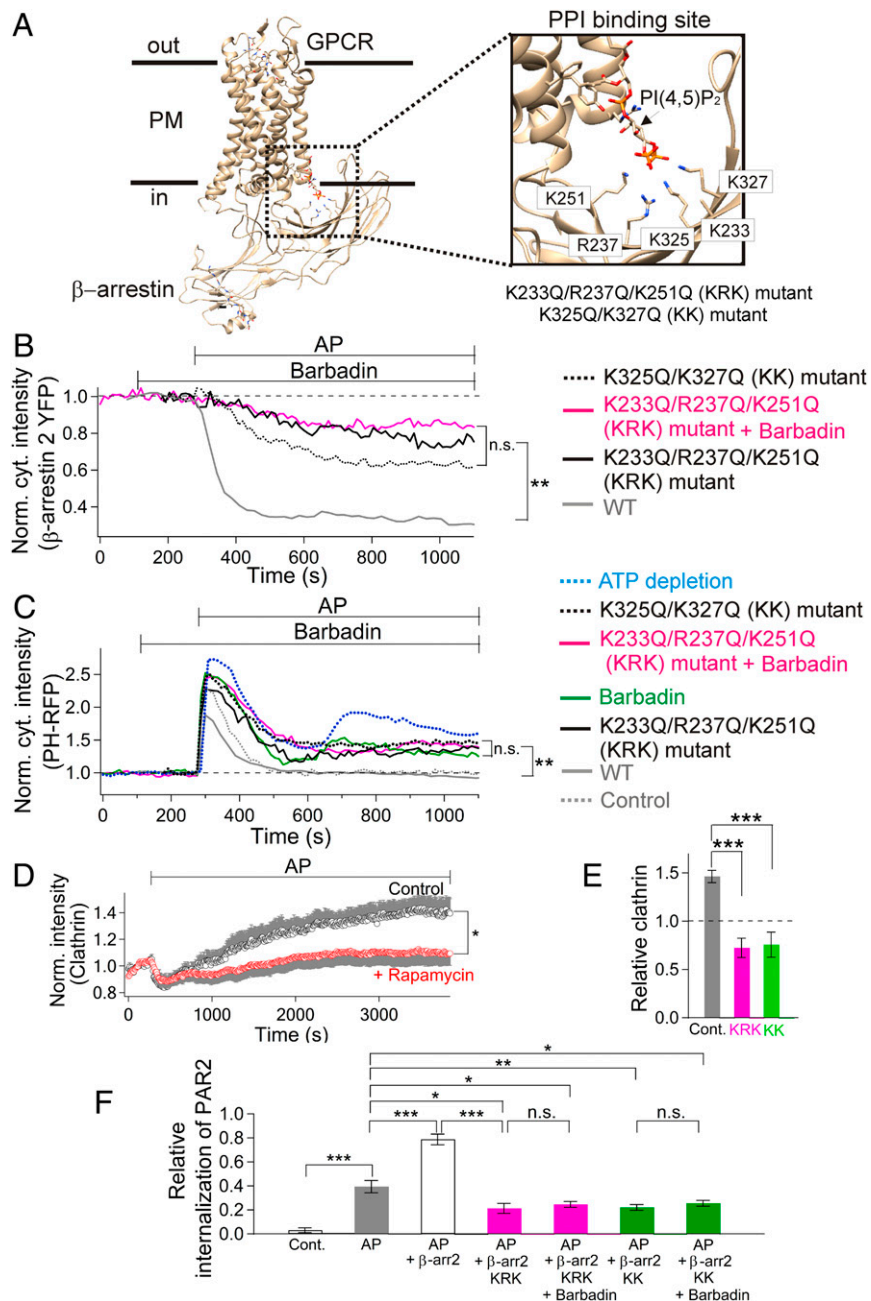 A
out
GPCR
PM
in
β–arrestin
PPI binding site
PI(4,5)P2
K251
R237
K325
K233
K327
K233Q/R237Q/K251Q (KRK) mutant
K325Q/K327Q (KK) mutant
B
AP
Barbadin
Norm. cyt. intensity
(β-arrestin 2 YFP)
1.0
0.8
0.6
0.4
0 200 400 600 800 1000
Time (s)
n.s.
**
K325Q/K327Q (KK) mutant
K233Q/R237Q/K251Q
(KRK) mutant + Barbadin
K233Q/R237Q/K251Q
(KRK) mutant
WT
C
AP
Barbadin
Norm. cyt. intensity
(PH-RFP)
2.5
2.0
1.5
1.0
0 200 400 600 800 1000
Time (s)
n.s.
**
ATP depletion
K325Q/K327Q (KK) mutant
K233Q/R237Q/K251Q
(KRK) mutant + Barbadin
Barbadin
K233Q/R237Q/K251Q
(KRK) mutant
WT
Control
D
AP
Norm. intensity
(Clathrin)
1.4
1.2
1.0
0.8
Control
*
+ Rapamycin
0 1000 2000 3000
Time (s)
E
Relative clathrin
1.5
1.0
0.5
0.0
***
***
Cont. KRK KK
F
Relative
internalization of PAR2
1.0
0.8
0.6
0.4
0.2
0.0
*
**
*
*
*** *** n.s. n.s.
***
Cont.
AP
AP
+ β-arr2
AP
+ β-arr2
KRK
AP
+ β-arr2
KRK
+ Barbadin
AP
+ β-arr2
KK
AP
+ β-arr2
KK
+ Barbadin